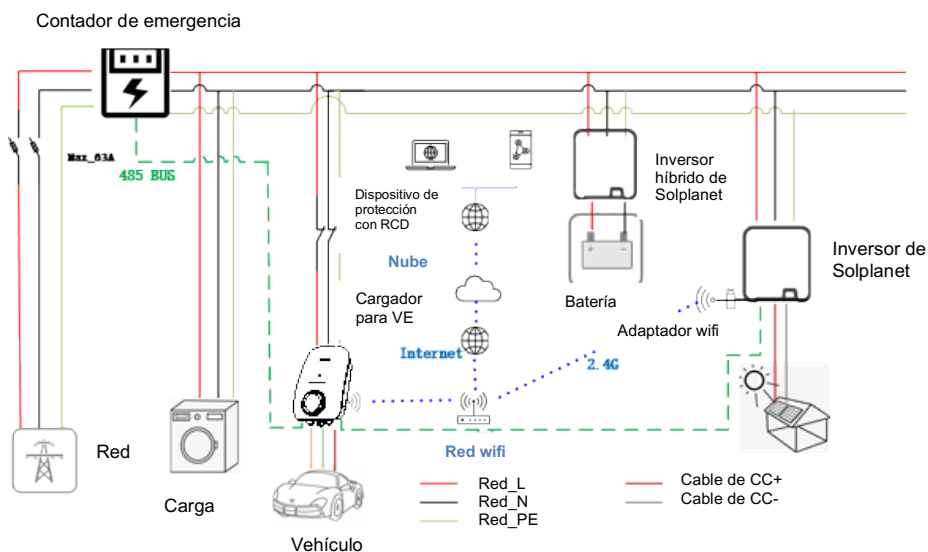 Contador de emergencia
Max_63A
485 BUS
Dispositivo de
protección
con RCD
Inversor
híbrido de
Solplanet
Inversor de
Solplanet
Nube
Cargador
para VE
Batería
Adaptador wifi
Internet
2.4G
Red
Carga
Red wifi
Vehículo
Red_L
Red_N
Red_PE
Cable de CC+
Cable de CC-